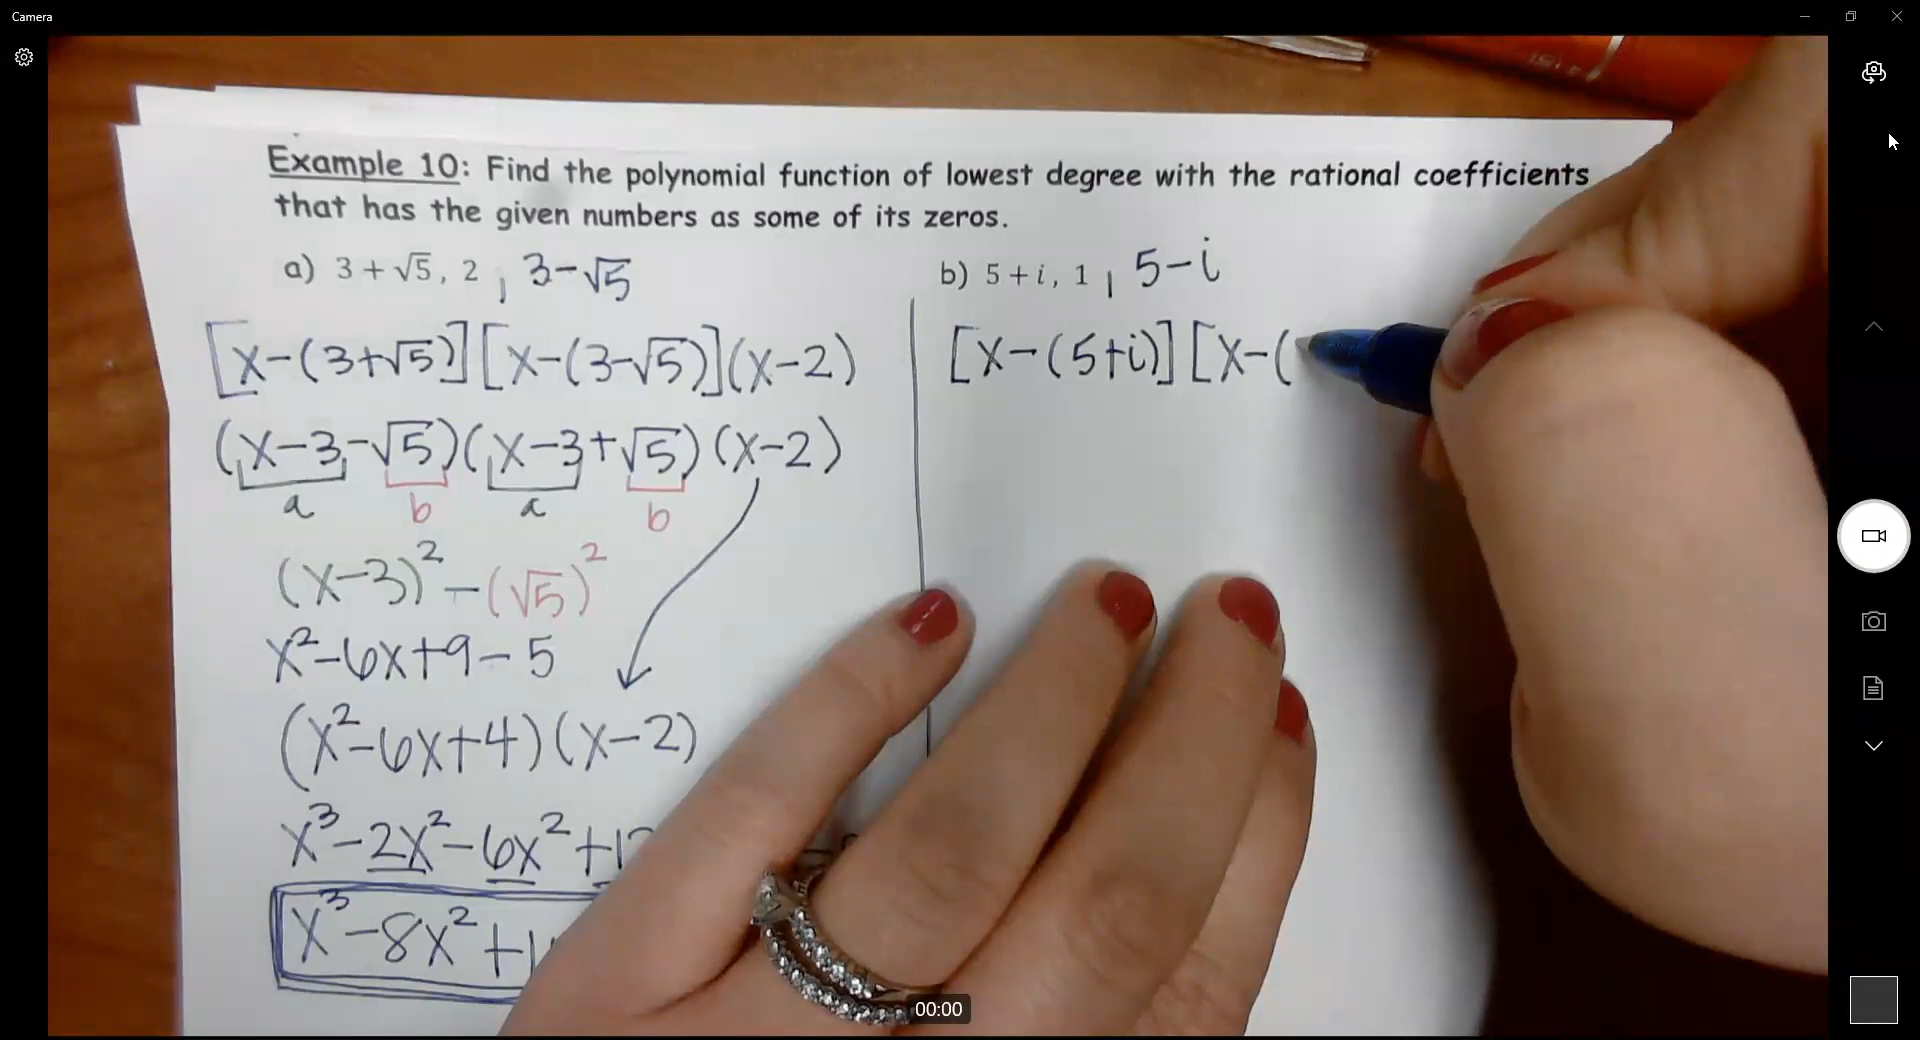 Camera
Example 10: Find the polynomial function of lowest degree with the rational coefficients
that has the given numbers as some of its zeros.
a) 3 + √5, 2 , 3-√5
[x-(3+√5)][x-(3-√5)](x-2)
(x-3-√5)(x-3+√5)(x-2)
a b a b
(x-3)²-(√5)²
x²-6x+9-5
(x²-6x+4)(x-2)
x³-2x²-6x²+12
x³-8x²+1
b) 5 + i, 1 , 5-i
[x-(5+i)][x-(
00:00